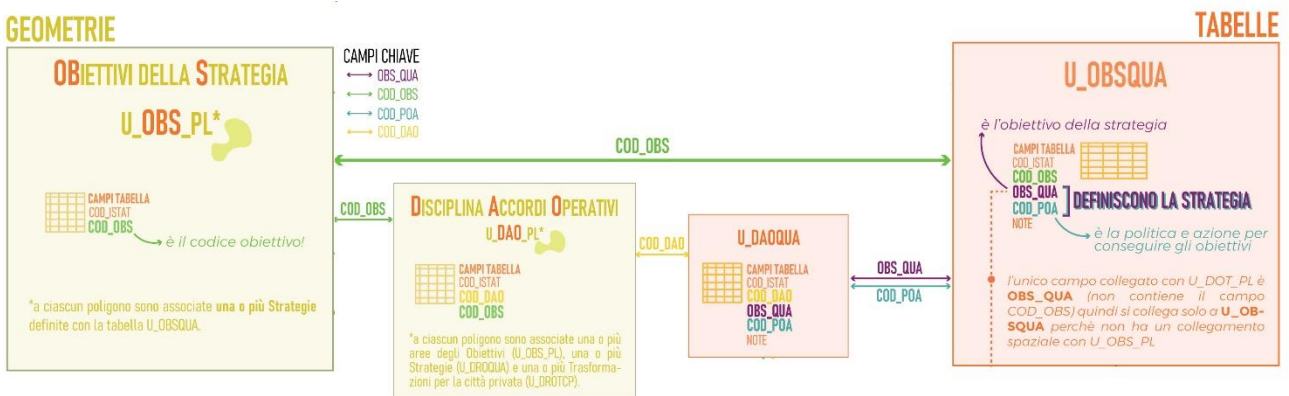 GEOMETRIE
OBIETTIVI DELLA STRATEGIA
U_OBS_PL*
CAMPI TABELLA
COD_ISTAT
COD_OBS
è il codice obiettivo!
*a ciascun poligono sono associate una o più Strategie
definite con la tabella U_OBSQUA.
CAMPI CHIAVE
OBS_QUA
COD_OBS
COD_POA
COD_DAO
COD_OBS
COD_OBS
DISCIPLINA ACCORDI OPERATIVI
U_DAO_PL*
CAMPI TABELLA
COD_ISTAT
COD_DAO
COD_OBS
*a ciascun poligono sono associate una o più
aree degli Obiettivi (U_OBS_PL), una o più
Strategie (U_DROQUA) e una o più Trasforma-
zioni per la città privata (U_DROTCP).
COD_DAO
U_DAOQUA
CAMPI TABELLA
COD_ISTAT
COD_DAO
OBS_QUA
COD_POA
NOTE
OBS_QUA
COD_POA
TABELLE
U_OBSQUA
è l'obiettivo della strategia
CAMPI TABELLA
COD_ISTAT
COD_OBS
OBS_QUA
COD_POA
NOTE
DEFINISCONO LA STRATEGIA
è la politica e azione per
conseguire gli obiettivi
l'unico campo collegato con U_DOT_PL è
OBS_QUA (non contiene il campo
COD_OBS) quindi si collega solo a U_OB-
SQUA perchè non ha un collegamento
spaziale con U_OBS_PL